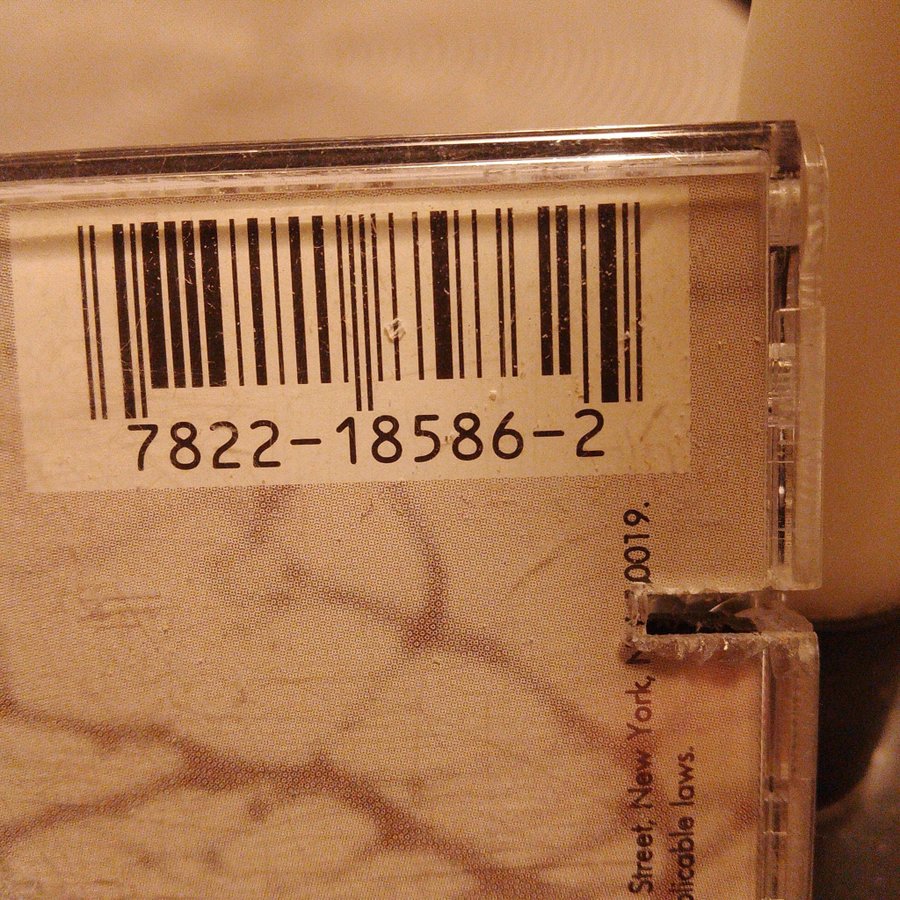 7822-18586-2
Street, New York, N 0019.
plicable laws.